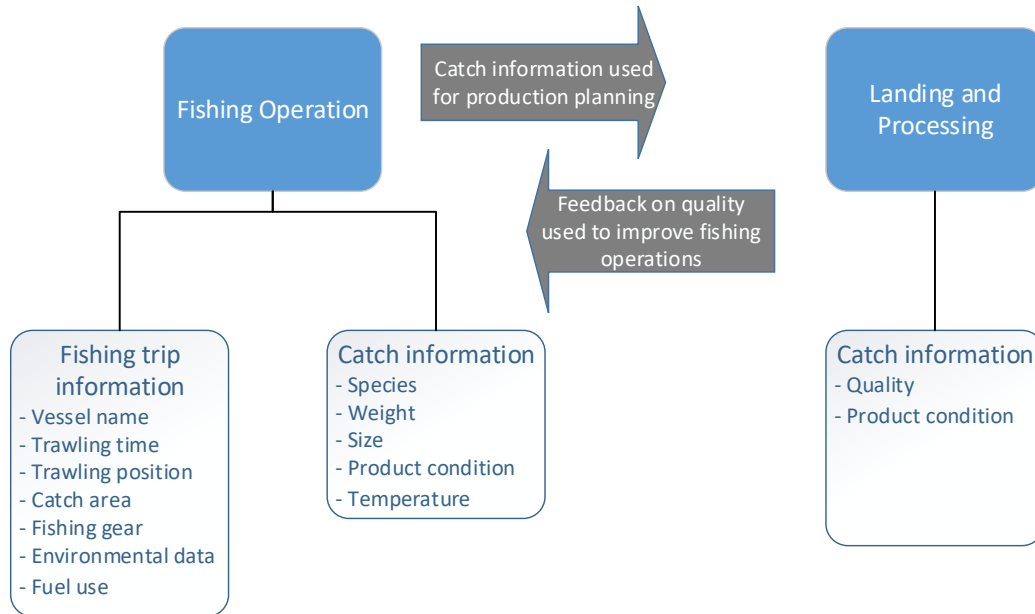 Fishing Operation
Catch information used
for production planning
Landing and
Processing
Feedback on quality
used to improve fishing
operations
Fishing trip
information
- Vessel name
- Trawling time
- Trawling position
- Catch area
- Fishing gear
- Environmental data
- Fuel use
Catch information
- Species
- Weight
- Size
- Product condition
- Temperature
Catch information
- Quality
- Product condition